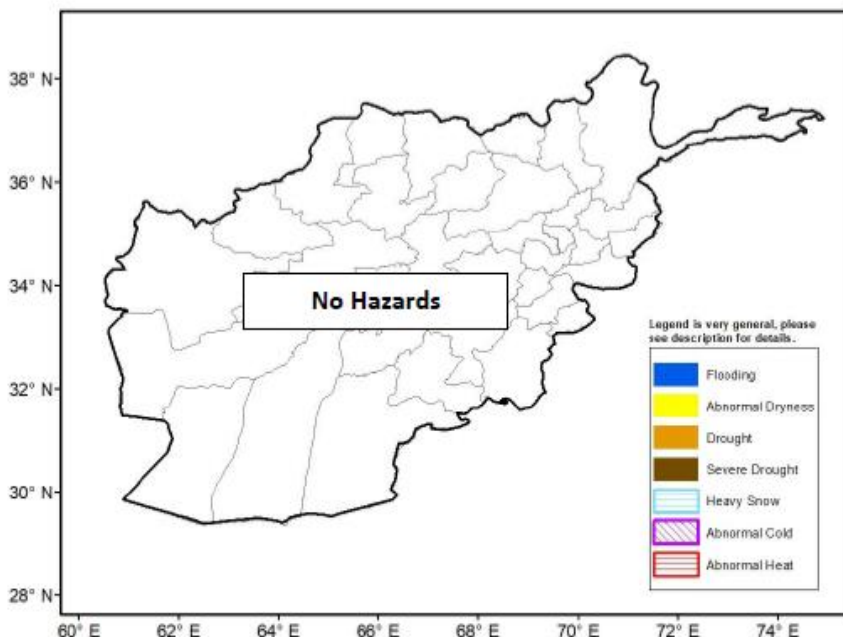 38° N
36° N
34° N
32° N
30° N
28° N
No Hazards
Legend is very general, please
see description for details.
Flooding
Abnormal Dryness
Drought
Severe Drought
Heavy Snow
Abnormal Cold
Abnormal Heat
60° E 62° E 64° E 66° E 68° E 70° E 72° E 74° E